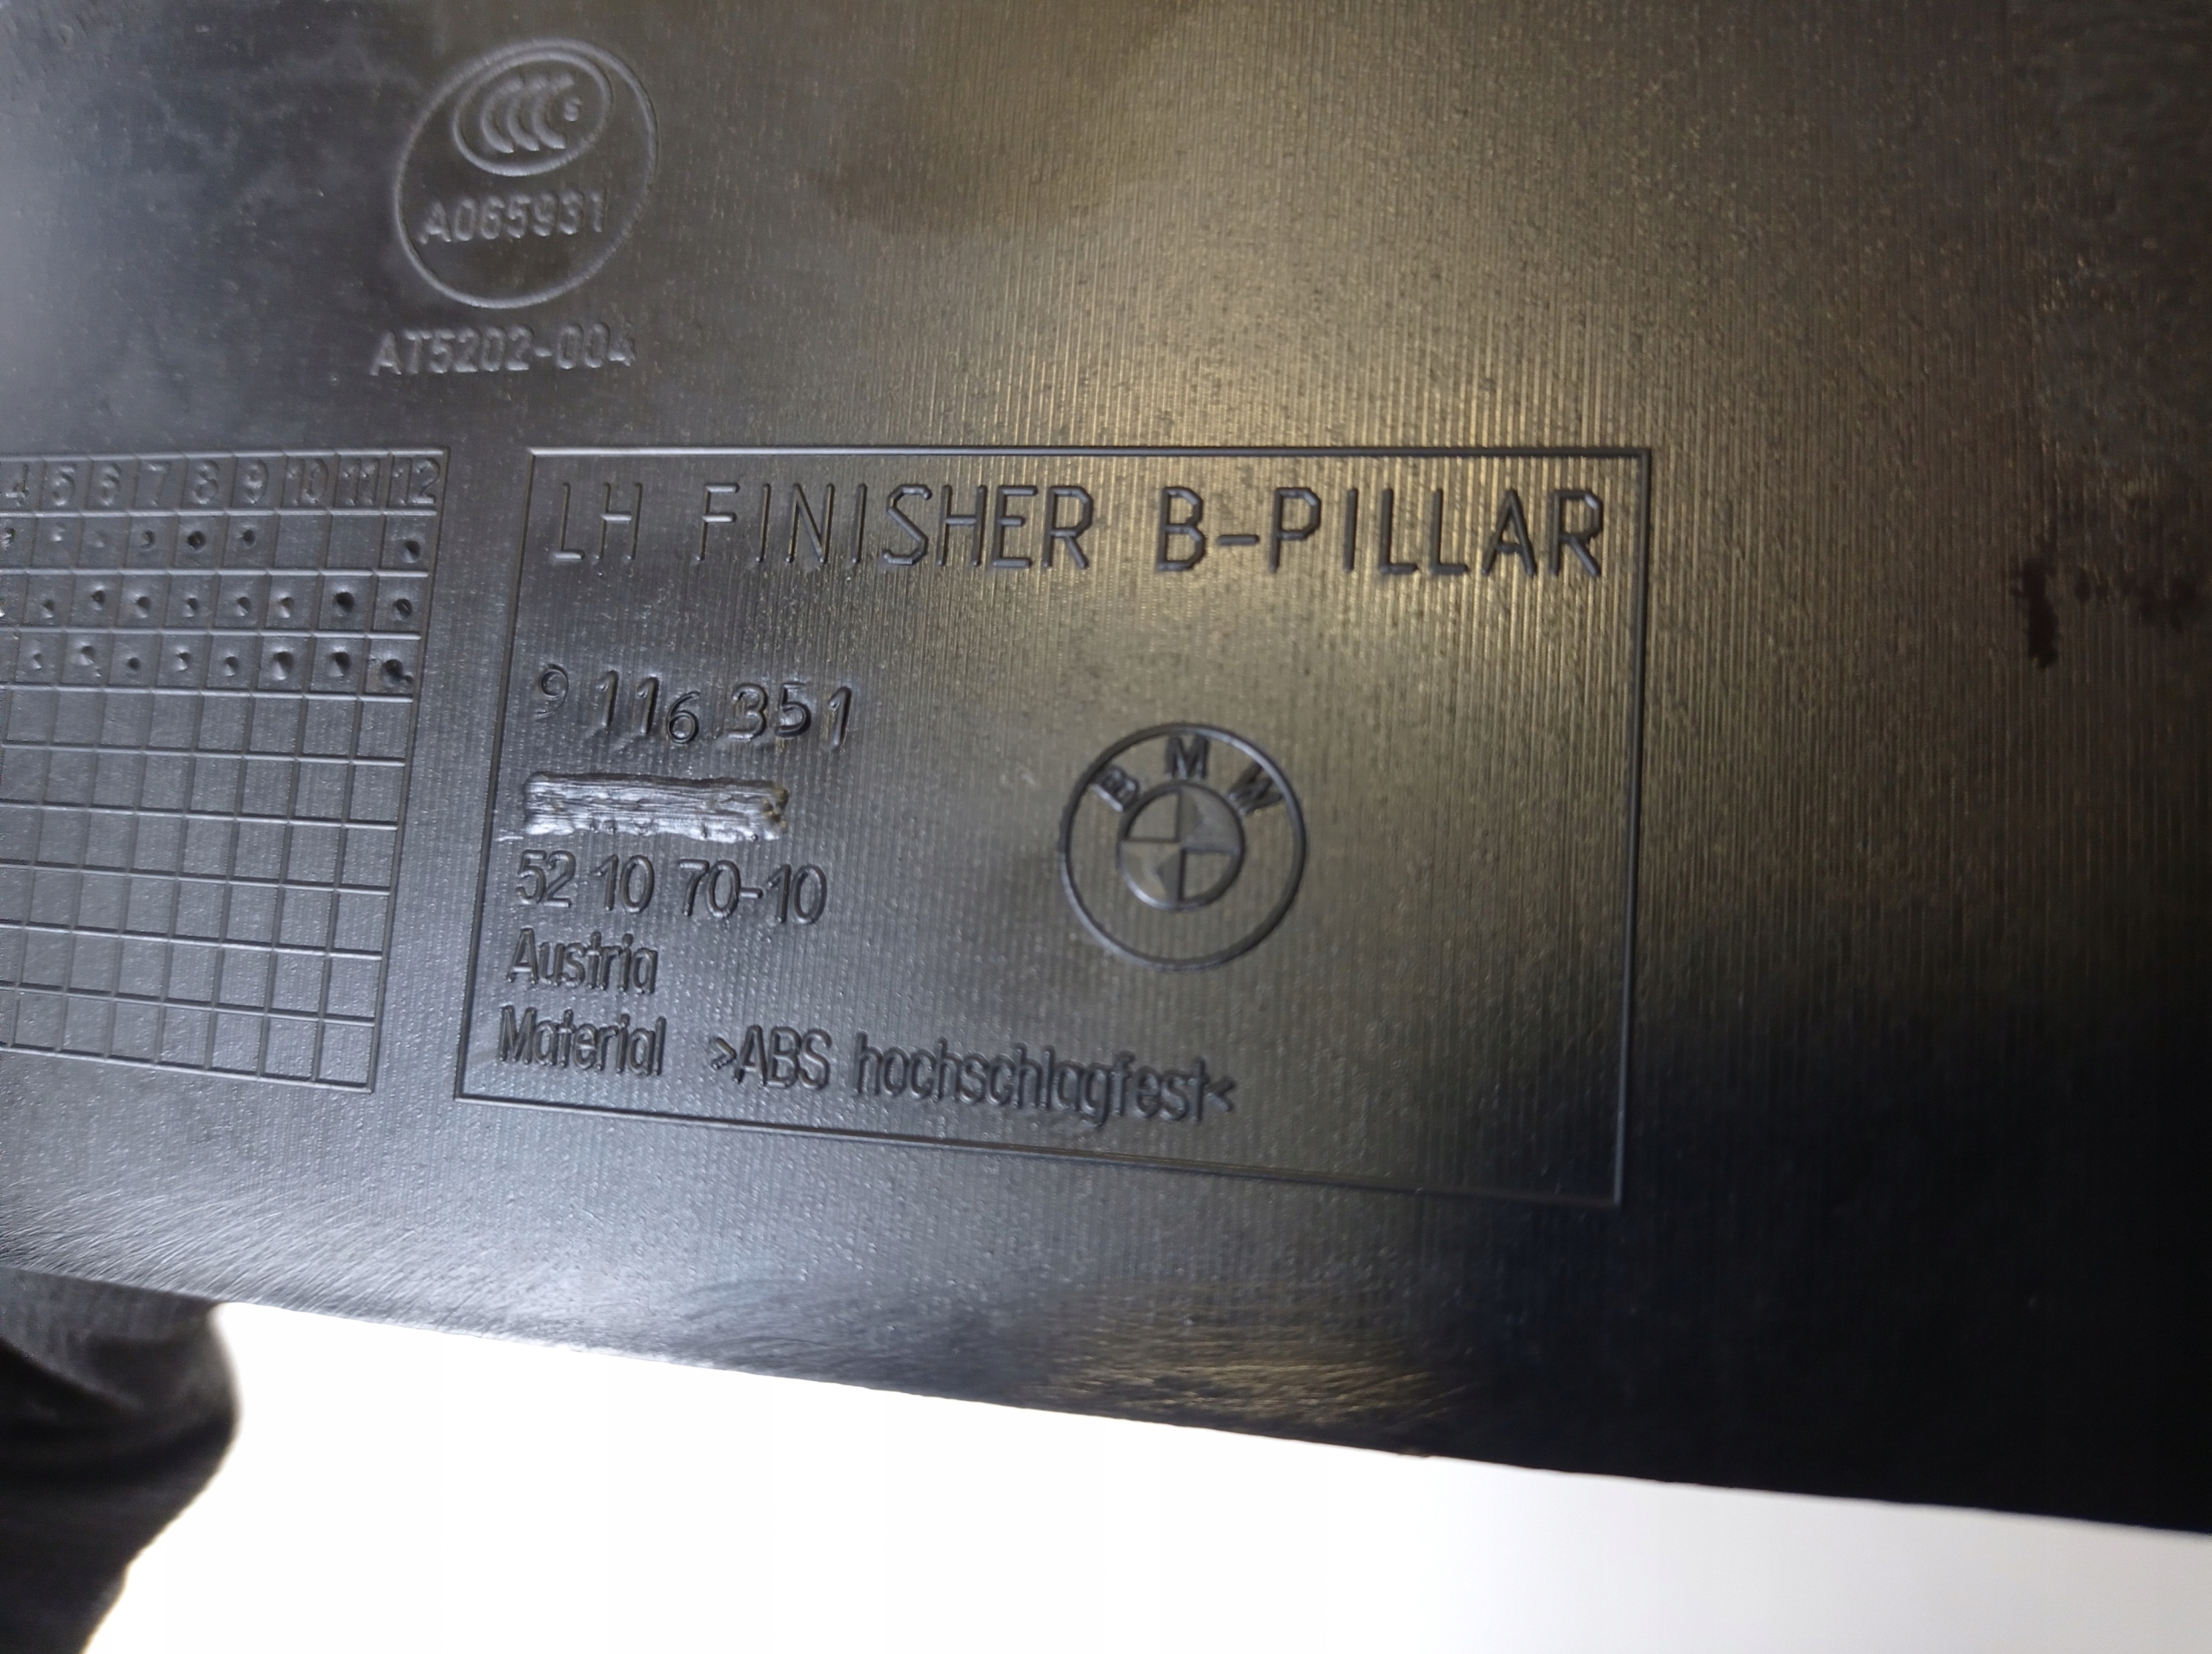 CCC S
A065931
AT5202-004
4 5 6 7 8 9 10 11 12
LH FINISHER B-PILLAR
9 116 351
BMW
52 10 70-10
Austria
Material >ABS hochschlagfest<